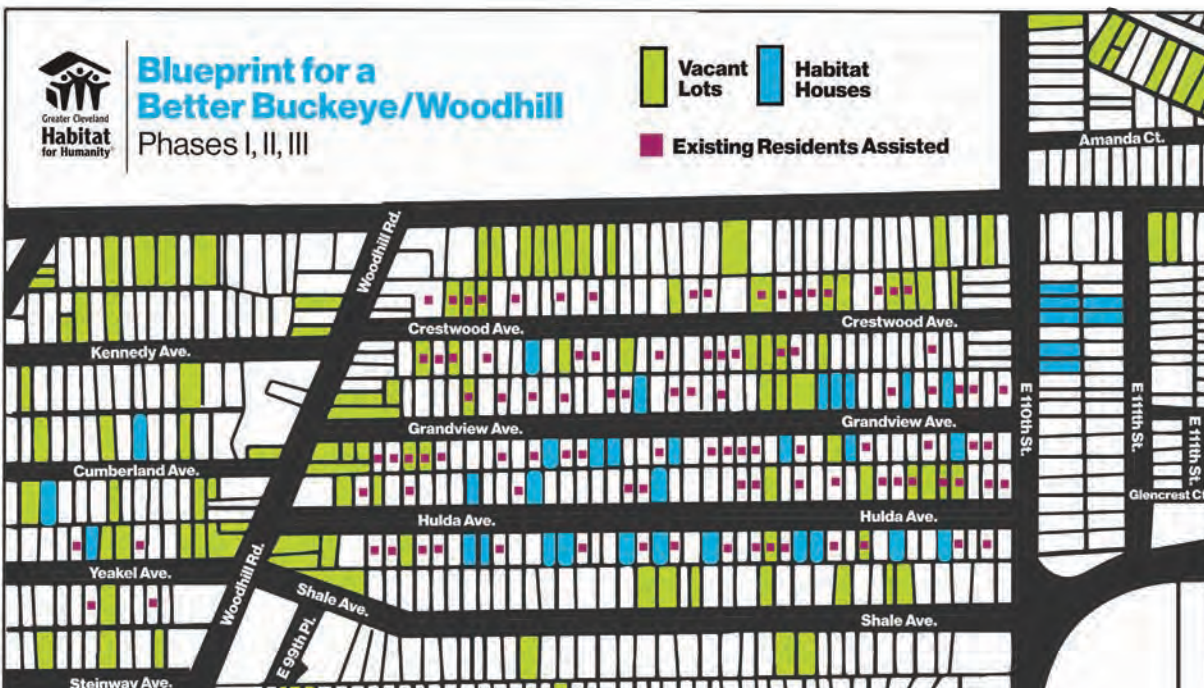 Greater Cleveland
Habitat
for Humanity®
Blueprint for a
Better Buckeye/Woodhill
Phases I, II, III
Vacant
Lots
Habitat
Houses
Existing Residents Assisted
Amanda Ct.
Woodhill Rd.
Crestwood Ave.
Crestwood Ave.
Kennedy Ave.
E 110th St.
E 111th St.
E 111th St.
Grandview Ave.
Grandview Ave.
Cumberland Ave.
Glencrest Ct
Hulda Ave.
Hulda Ave.
Yeakel Ave.
Woodhill Rd.
Shale Ave.
Shale Ave.
E 99th Pl.
Steinway Ave.